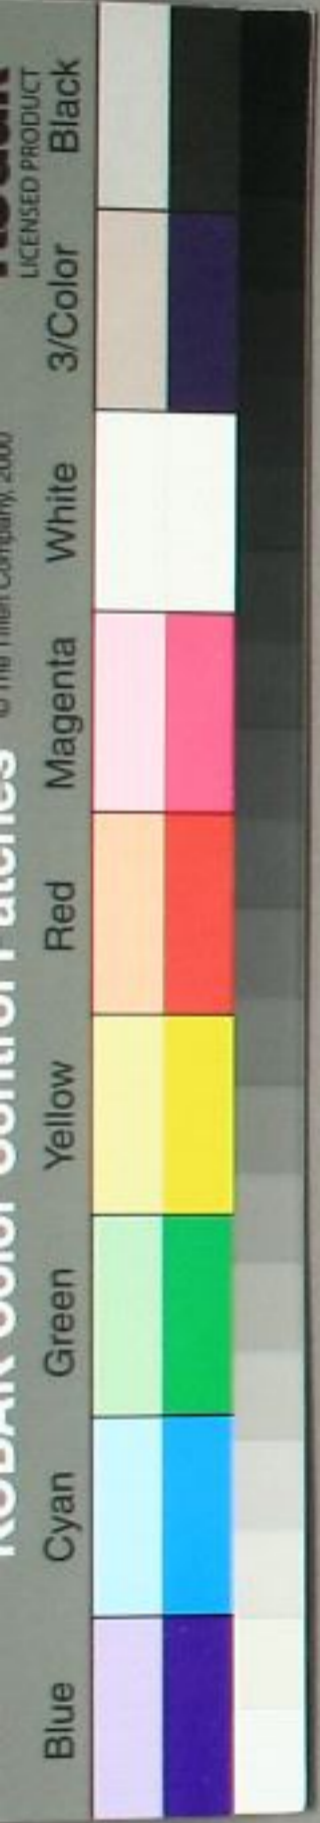 LICENSED PRODUCT
© The Tiffen Company, 2000
KODAK Color Control Patches
Blue Cyan Green Yellow Red Magenta White 3/Color Black